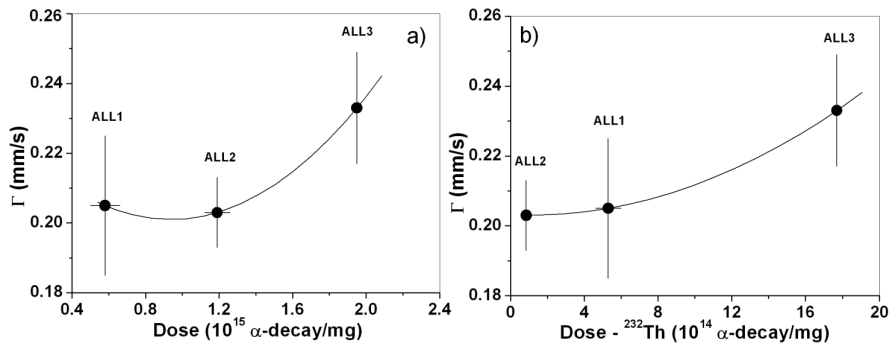 a)
0.26
0.24
0.22
0.20
0.18
Γ (mm/s)
ALL1
ALL2
ALL3
0.4 0.8 1.2 1.6 2.0 2.4
Dose (10¹⁵ α-decay/mg)
b)
0.26
0.24
0.22
0.20
0.18
Γ (mm/s)
ALL2
ALL1
ALL3
0 4 8 12 16 20
Dose - ²³²Th (10¹⁴ α-decay/mg)